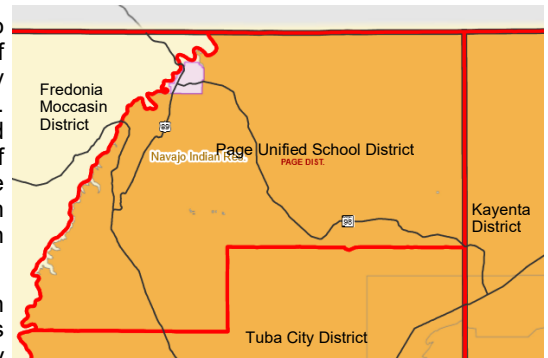 o
f
y
.
d
f
e
n
n
n
s
y
Fredonia
Moccasin
District
89
Navajo Indian Res.
Page Unified School District
PAGE DIST.
98
Kayenta
District
Tuba City District